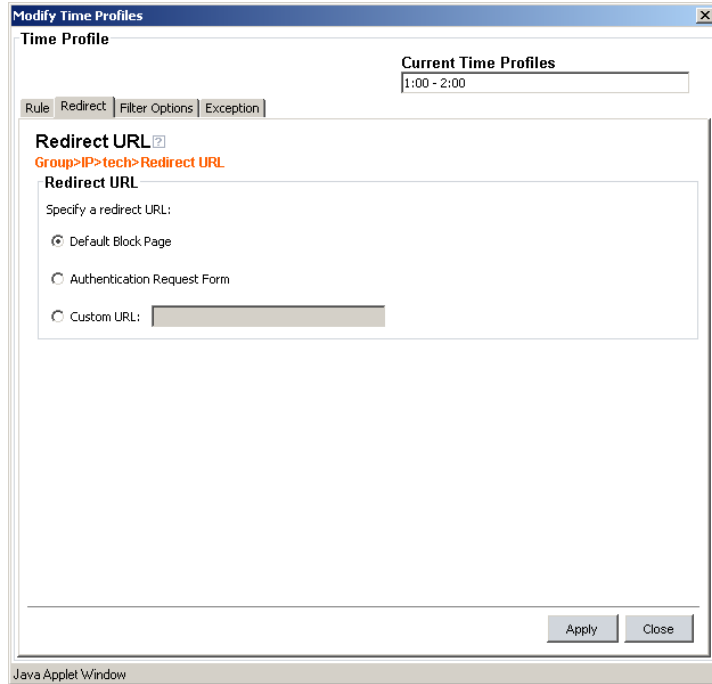 Modify Time Profiles
Time Profile
Current Time Profiles
1:00 - 2:00
Rule Redirect Filter Options Exception
Redirect URL ?
Group>IP>tech>Redirect URL
Redirect URL
Specify a redirect URL:
Default Block Page
Authentication Request Form
Custom URL:
Apply Close
Java Applet Window